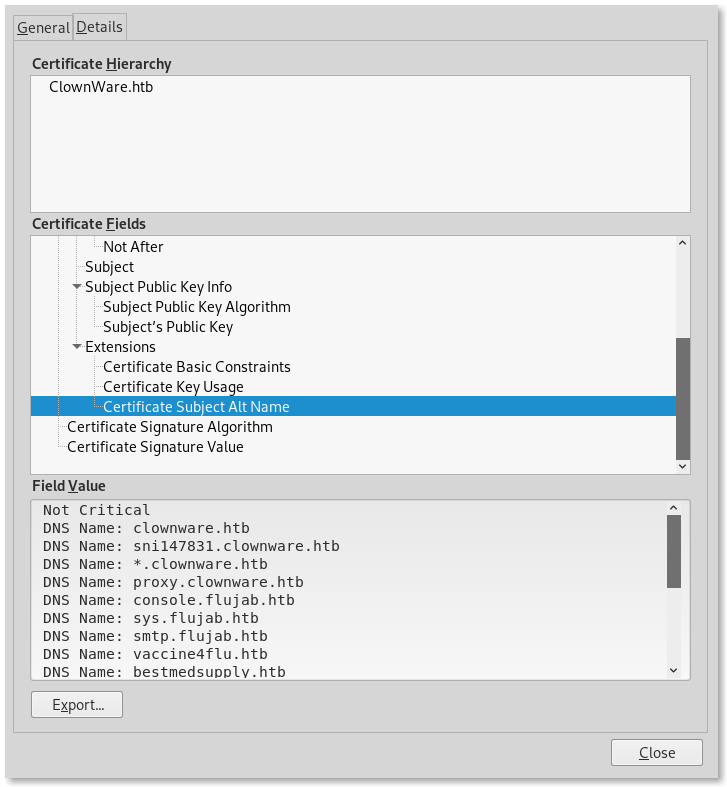 General Details
Certificate Hierarchy
ClownWare.htb
Certificate Fields
Not After
Subject
Subject Public Key Info
Subject Public Key Algorithm
Subject's Public Key
Extensions
Certificate Basic Constraints
Certificate Key Usage
Certificate Subject Alt Name
Certificate Signature Algorithm
Certificate Signature Value
Field Value
Not Critical
DNS Name: clownware.htb
DNS Name: sni147831.clownware.htb
DNS Name: *.clownware.htb
DNS Name: proxy.clownware.htb
DNS Name: console.flujab.htb
DNS Name: sys.flujab.htb
DNS Name: smtp.flujab.htb
DNS Name: vaccine4flu.htb
DNS Name: bestmedsupply.htb
Export...
Close